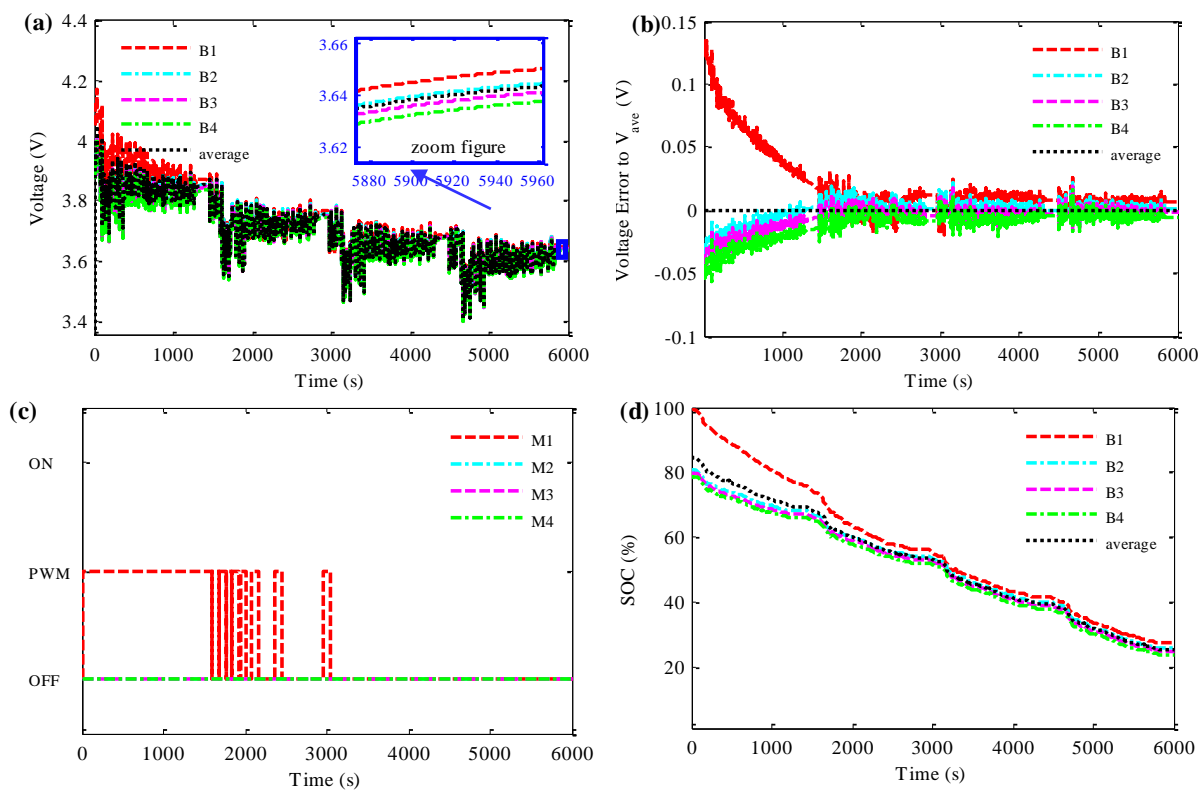 (a)
4.4
4.2
4
3.8
3.6
3.4
Voltage (V)
B1
B2
B3
B4
average
3.66
3.64
3.62
zoom figure
5880 5900 5920 5940 5960
0 1000 2000 3000 4000 5000 6000
Time (s)
(b)
0.15
0.1
0.05
0
-0.05
-0.1
Voltage Error to Vave (V)
B1
B2
B3
B4
average
0 1000 2000 3000 4000 5000 6000
Time (s)
(c)
ON
PWM
OFF
M1
M2
M3
M4
0 1000 2000 3000 4000 5000 6000
Time (s)
(d)
100
80
60
40
20
SOC (%)
B1
B2
B3
B4
average
0 1000 2000 3000 4000 5000 6000
Time (s)